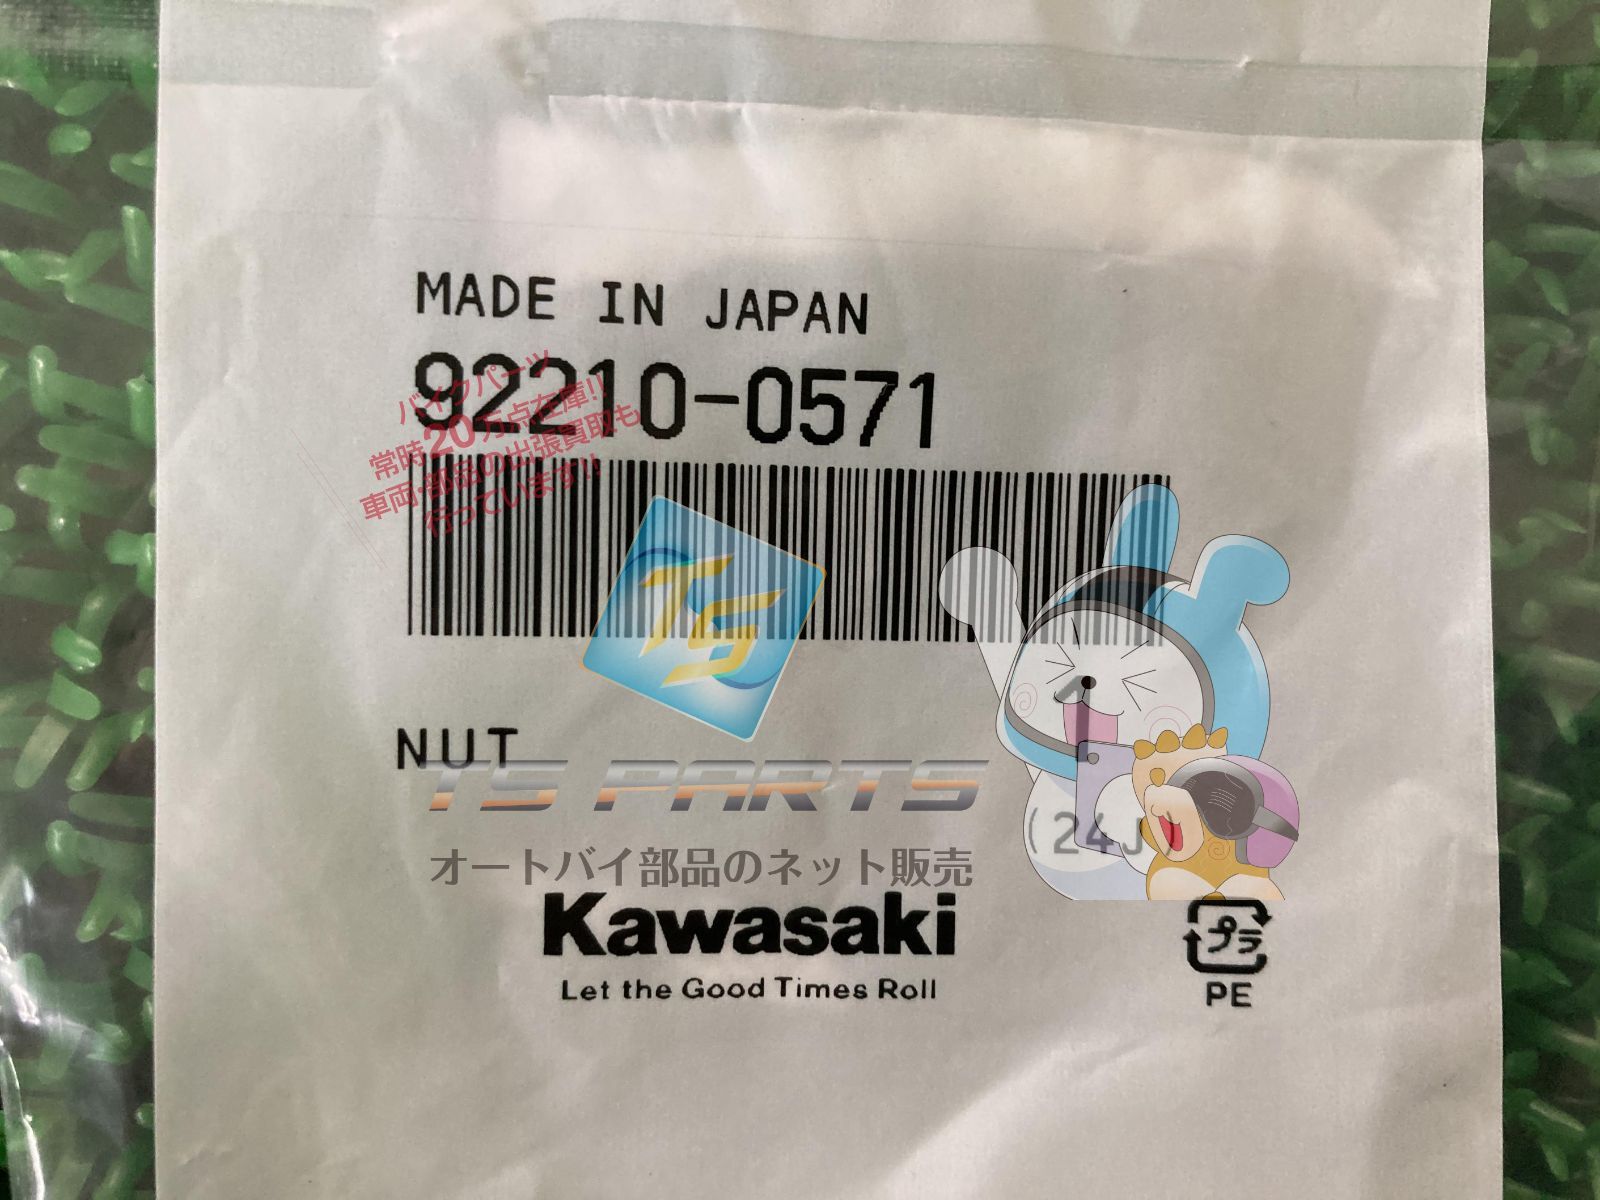 MADE IN JAPAN
92210-0571
バイクパーツ
常時20万点在庫!!
車両・部品の出張買取も
行っています!!
TS
1
NUT
TS PARTS
(24J)
オートバイ部品のネット販売
Kawasaki
Let the Good Times Roll
プラ
PE